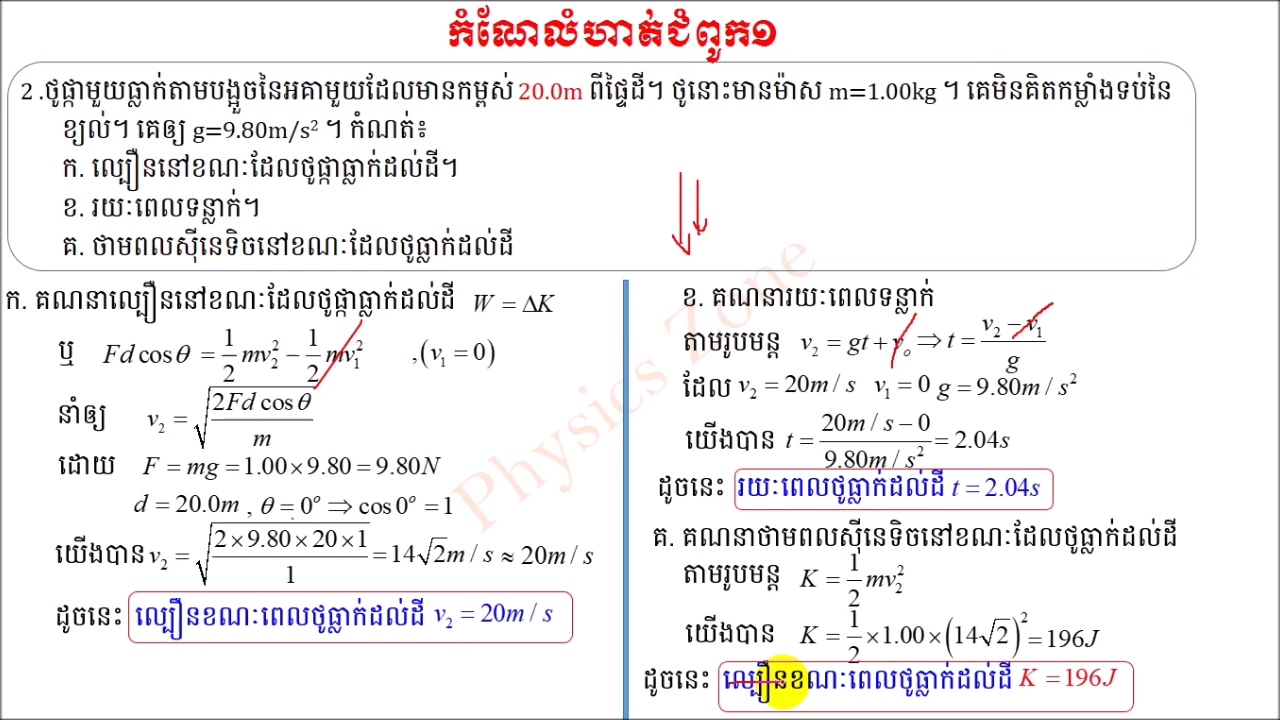 កំណែលំហាត់ជំពូក១
2 .ថូផ្កាមួយធ្លាក់តាមបង្អួចនៃអគាមួយដែលមានកម្ពស់ 20.0m ពីផ្ទៃដី។ ថូនោះមានម៉ាស m=1.00kg ។ គេមិនគិតកម្លាំងទប់នៃ
ខ្យល់។ គេឲ្យ g=9.80m/s² ។ កំណត់៖
ក. ល្បឿននៅខណៈដែលថូផ្កាធ្លាក់ដល់ដី។
ខ. រយៈពេលទន្លាក់។
គ. ថាមពលស៊ីនេទិចនៅខណៈដែលថូធ្លាក់ដល់ដី
ក. គណនាល្បឿននៅខណៈដែលថូផ្កាធ្លាក់ដល់ដី W = ΔK
ឬ Fd cos θ = 1/2 mv₂² − 1/2 mv₁² ,(v₁ = 0)
នាំឲ្យ v₂ = √(2Fd cos θ / m)
ដោយ F = mg = 1.00 × 9.80 = 9.80N
d = 20.0m , θ = 0° ⇒ cos 0° = 1
យើងបាន v₂ = √(2 × 9.80 × 20 × 1 / 1) = 14√2 m / s ≈ 20m / s
ដូចនេះ ល្បឿនខណៈពេលថូធ្លាក់ដល់ដី v₂ = 20m / s
ខ. គណនារយៈពេលទន្លាក់
តាមរូបមន្ត v₂ = gt + vₒ ⇒ t = (v₂ − v₁) / g
ដែល v₂ = 20m / s v₁ = 0 g = 9.80m / s²
យើងបាន t = (20m / s − 0) / (9.80m / s²) = 2.04s
ដូចនេះ រយៈពេលថូធ្លាក់ដល់ដី t = 2.04s
គ. គណនាថាមពលស៊ីនេទិចនៅខណៈដែលថូធ្លាក់ដល់ដី
តាមរូបមន្ត K = 1/2 mv₂²
យើងបាន K = 1/2 × 1.00 × (14√2)² = 196J
ដូចនេះ ល្បឿនខណៈពេលថូធ្លាក់ដល់ដី K = 196J
Physics Zone